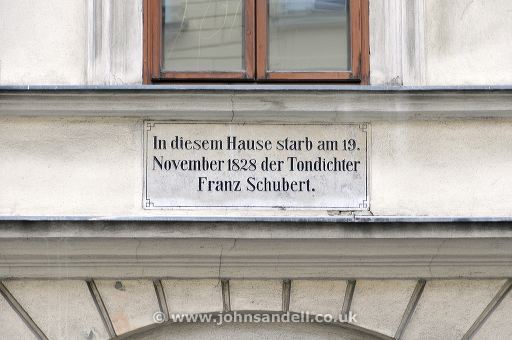 In diesem Hause starb am 19.
November 1828 der Tondichter
Franz Schubert.
© www.johnsandell.co.uk